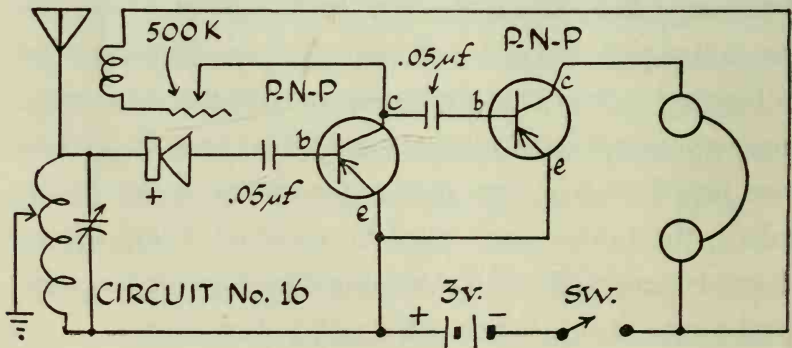 500K
P-N-P
.05μf
P-N-P
c
b
c
b
e
+
.05μf
e
CIRCUIT No. 16
+
3v.
-
SW.